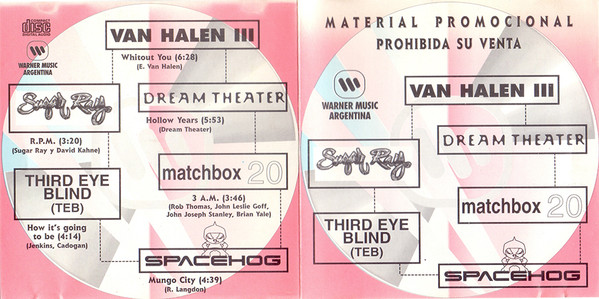 COMPACT
disc
DIGITAL AUDIO
WARNER MUSIC
ARGENTINA
VAN HALEN III
Whitout You (6:28)
(E. Van Halen)
Sugar Ray
R.P.M. (3:20)
(Sugar Ray y David Kahne)
DREAM THEATER
Hollow Years (5:53)
(Dream Theater)
THIRD EYE
BLIND
(TEB)
How it's going
to be (4:14)
(Jenkins, Cadogan)
matchbox 20
3 A.M. (3:46)
(Rob Thomas, John Leslie Goff,
John Joseph Stanley, Brian Yale)
SPACEHOG
Mungo City (4:39)
(R. Langdon)
MATERIAL PROMOCIONAL
PROHIBIDA SU VENTA
WARNER MUSIC
ARGENTINA
VAN HALEN III
DREAM THEATER
Sugar Ray
matchbox 20
THIRD EYE
BLIND
(TEB)
SPACEHOG